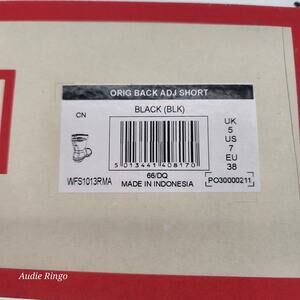 ORIG BACK ADJ SHORT
BLACK (BLK)
CN
UK
5
US
7
EU
38
5 013441 408170
66/DQ
WFS1013RMA
MADE IN INDONESIA
PO30000211
Audie Ringo